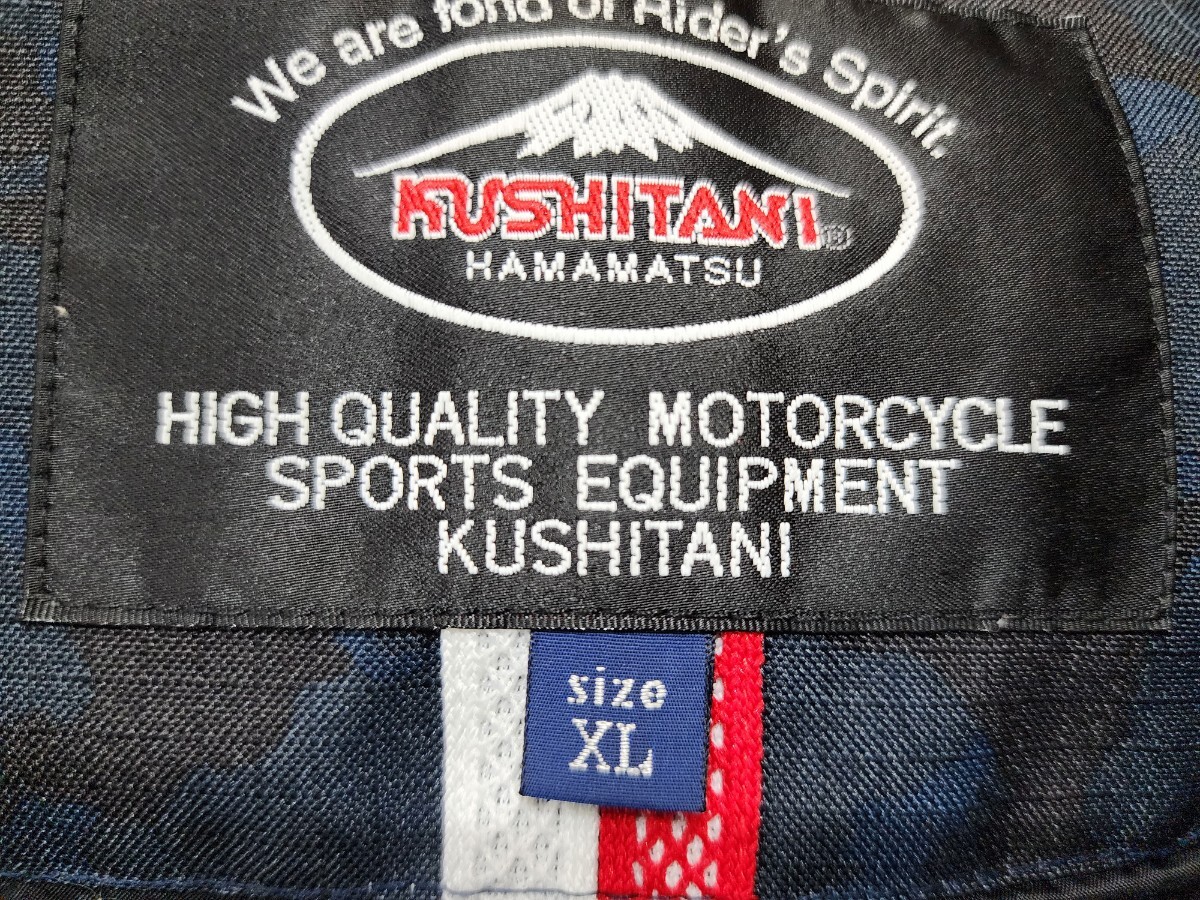 We are fond of Rider's Spirit.
KUSHITANI®
HAMAMATSU
HIGH QUALITY MOTORCYCLE
SPORTS EQUIPMENT
KUSHITANI
size
XL